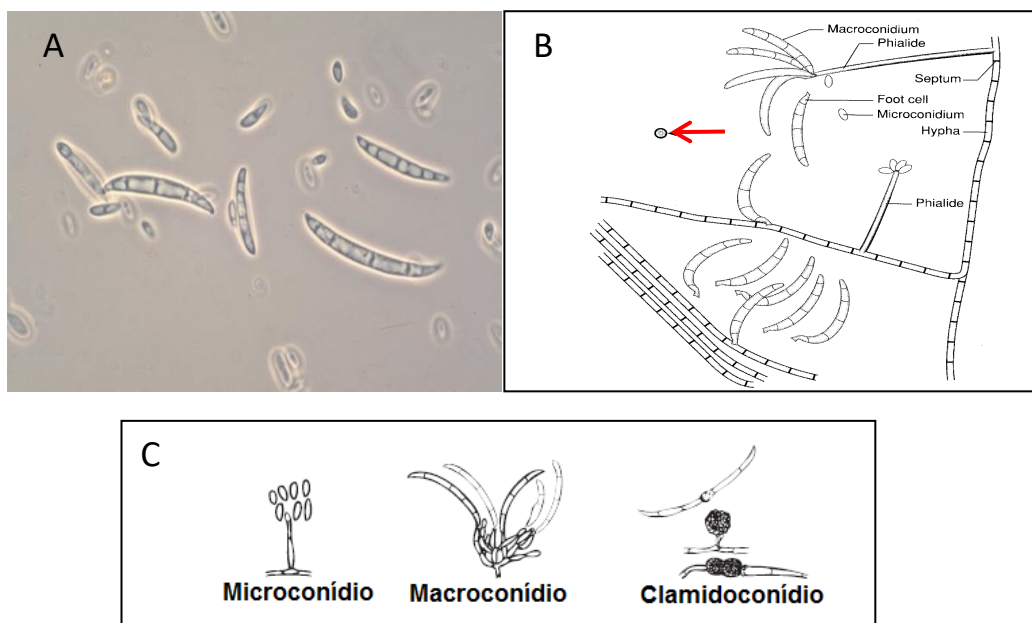 A
B
Macroconidium
Phialide
Septum
Foot cell
Microconidium
Hypha
Phialide
C
Microconídio
Macroconídio
Clamidoconídio